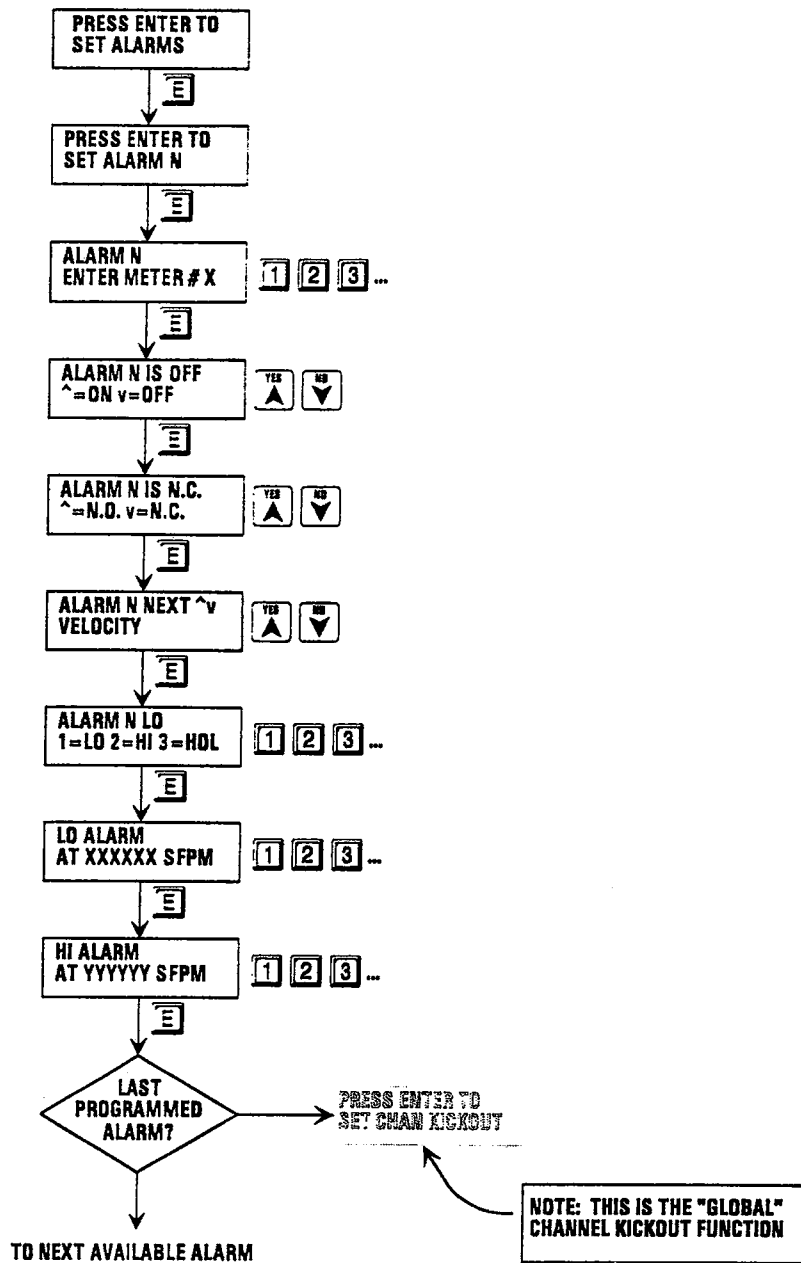 PRESS ENTER TO
SET ALARMS
E
PRESS ENTER TO
SET ALARM N
E
ALARM N
ENTER METER # X
1 2 3 ...
E
ALARM N IS OFF
^=ON v=OFF
YES NO
E
ALARM N IS N.C.
^=N.O. v=N.C.
YES NO
E
ALARM N NEXT ^v
VELOCITY
YES NO
E
ALARM N LO
1=LO 2=HI 3=HOL
1 2 3 ...
E
LO ALARM
AT XXXXXX SFPM
1 2 3 ...
E
HI ALARM
AT YYYYYY SFPM
1 2 3 ...
E
LAST
PROGRAMMED
ALARM?
PRESS ENTER TO
SET CHAN KICKOUT
NOTE: THIS IS THE "GLOBAL"
CHANNEL KICKOUT FUNCTION
TO NEXT AVAILABLE ALARM